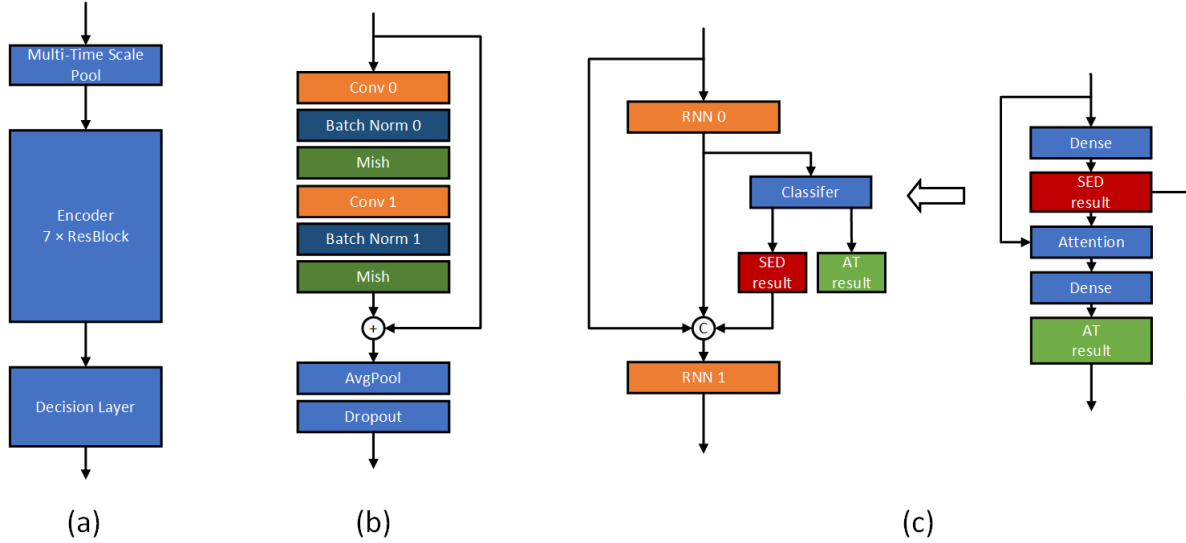 Multi-Time Scale
Pool
Encoder
7 × ResBlock
Decision Layer
(a)
Conv 0
Batch Norm 0
Mish
Conv 1
Batch Norm 1
Mish
+
AvgPool
Dropout
(b)
RNN 0
Classifer
SED
result
AT
result
C
RNN 1
Dense
SED
result
Attention
Dense
AT
result
(c)